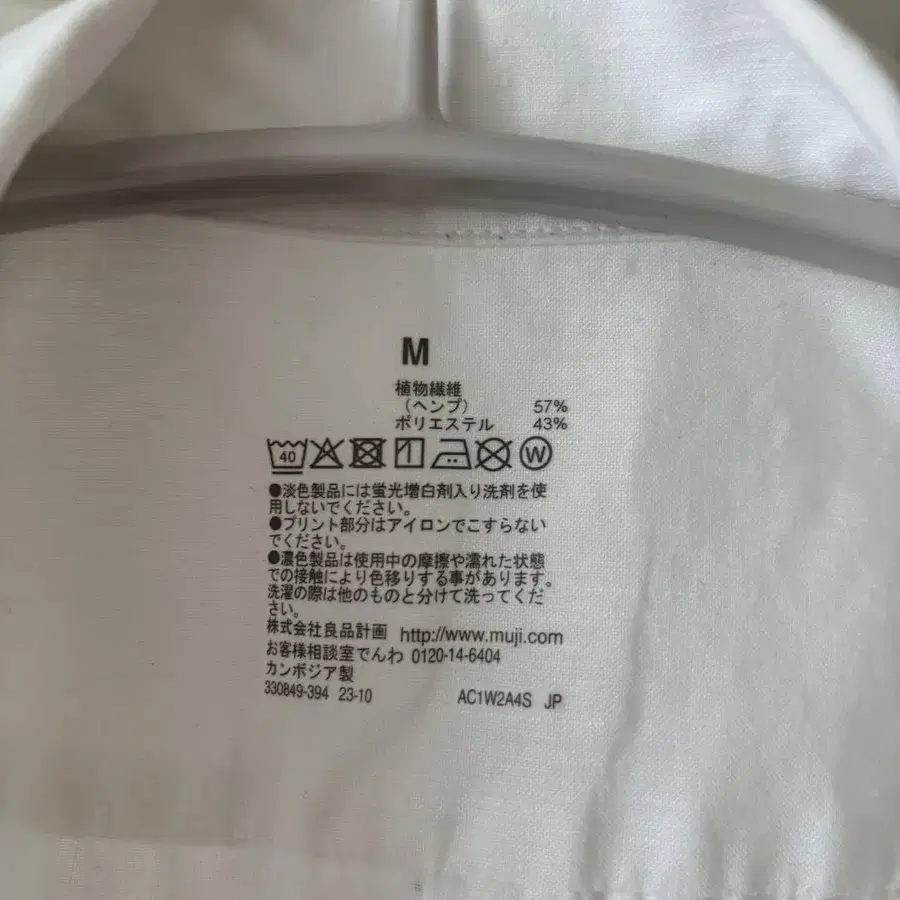 M
植物繊維
（ヘンプ） 57%
ポリエステル 43%
40 W
●淡色製品には蛍光増白剤入り洗剤を使
用しないでください。
●プリント部分はアイロンでこすらない
でください。
●濃色製品は使用中の摩擦や濡れた状態
での接触により色移りする事があります。
洗濯の際は他のものと分けて洗ってくだ
さい。
株式会社良品計画 http://www.muji.com
お客様相談室でんわ 0120-14-6404
カンボジア製
330849-394 23-10 AC1W2A4S JP